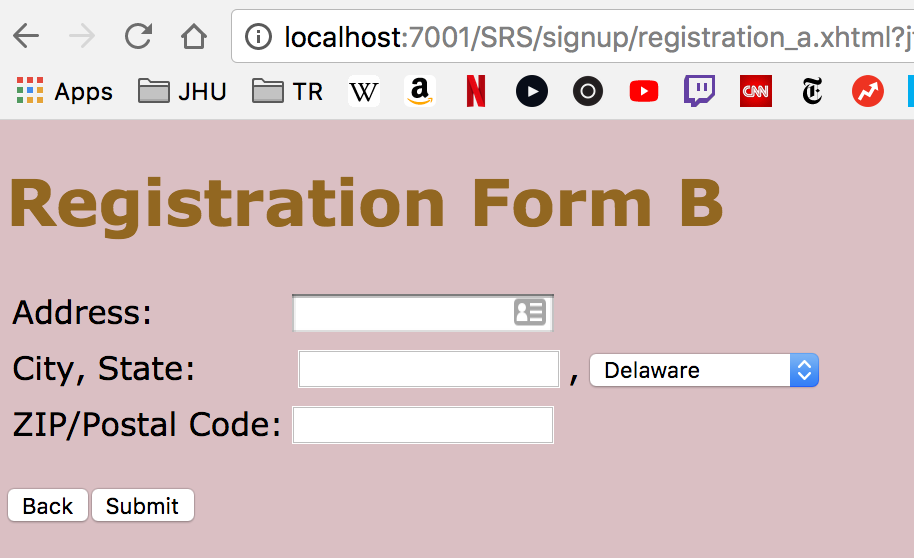 localhost:7001/SRS/signup/registration_a.xhtml?j
Apps JHU TR W a N CNN T
Registration Form B
Address:
City, State: , Delaware
ZIP/Postal Code:
Back Submit